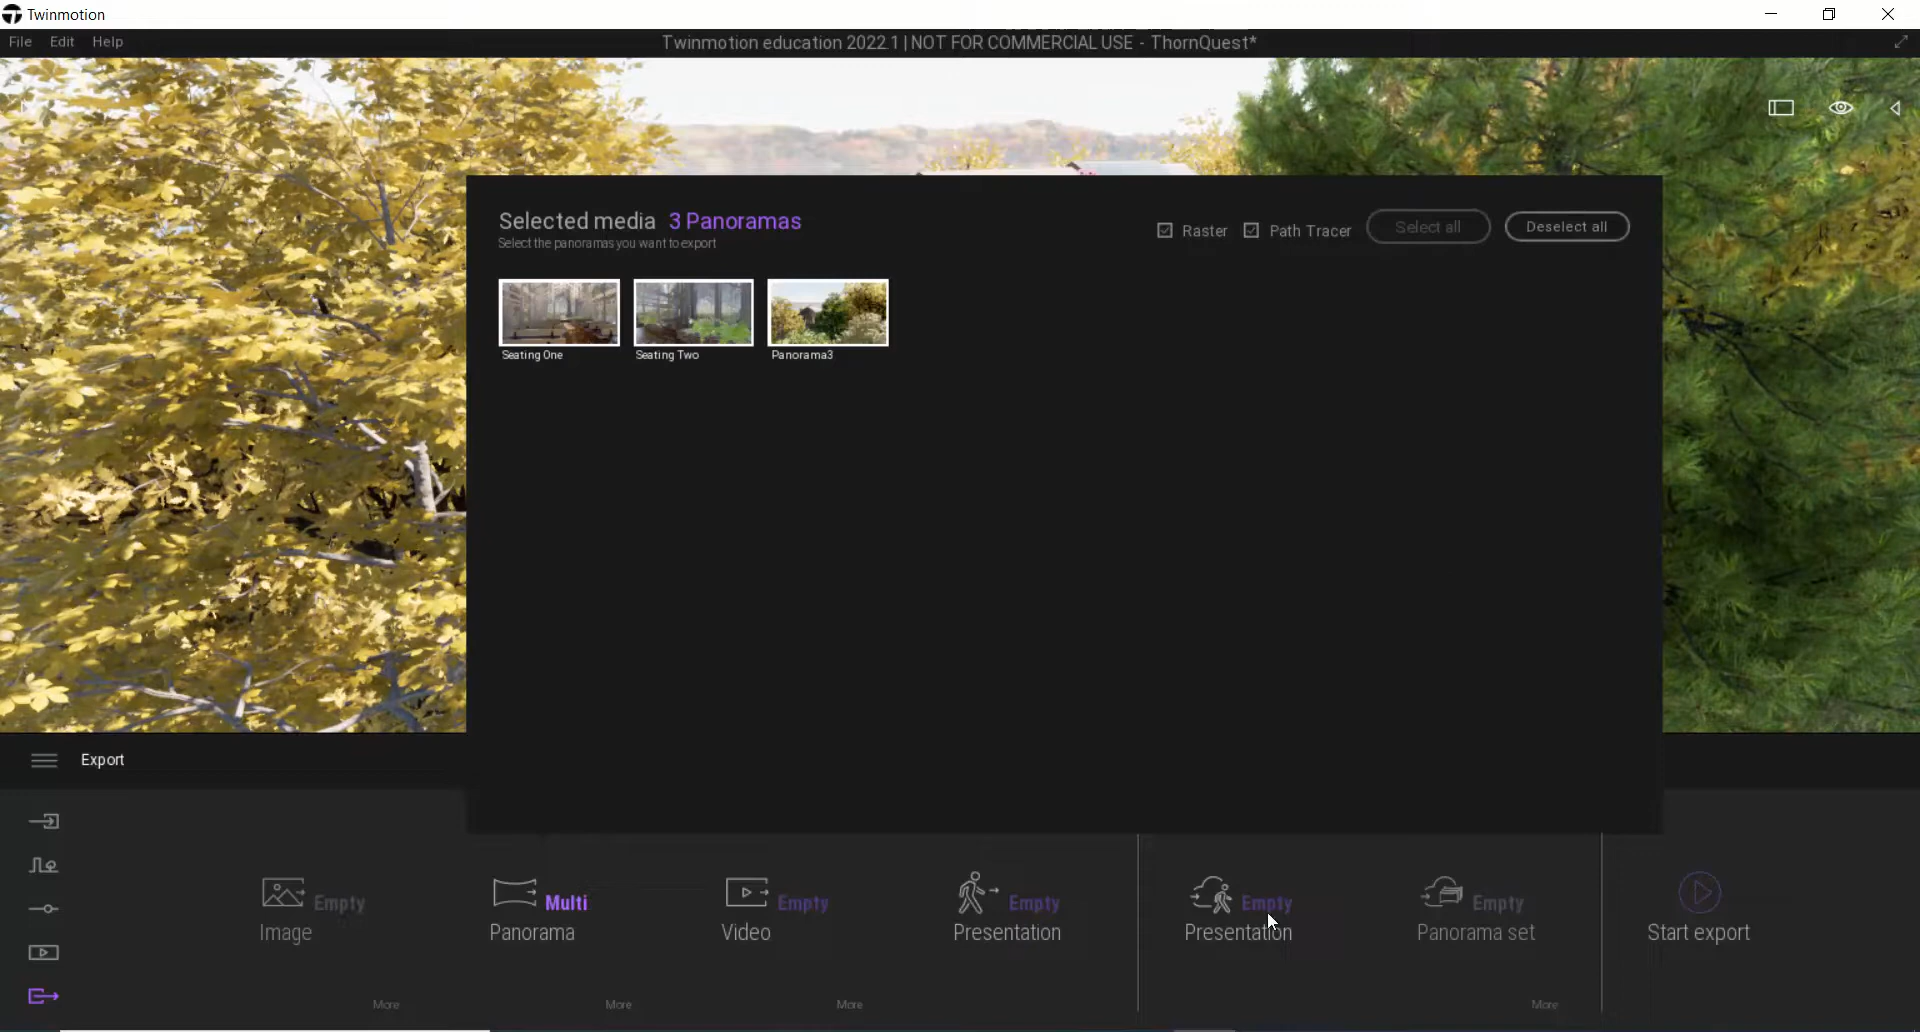 Twinmotion
File Edit Help
Twinmotion education 2022.1 | NOT FOR COMMERCIAL USE - ThornQuest*
Selected media 3 Panoramas
Select the panoramas you want to export
Raster Path Tracer Select all Deselect all
Seating One Seating Two Panorama3
Export
Empty Multi Empty Empty Empty Empty
Image Panorama Video Presentation Presentation Panorama set Start export
More More More More